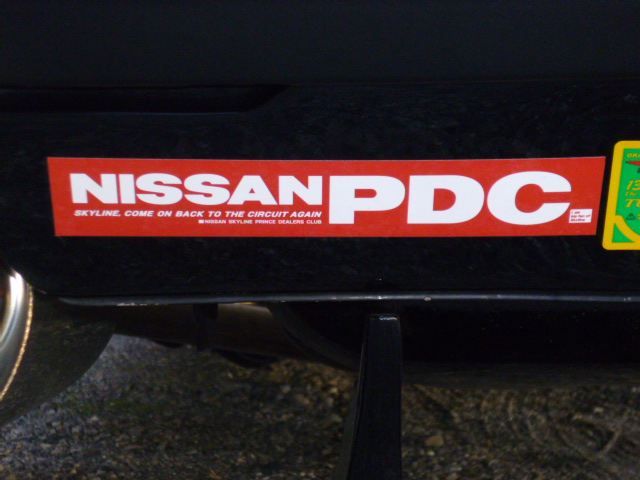 NISSAN PDC
SKYLINE. COME ON BACK TO THE CIRCUIT AGAIN
NISSAN SKYLINE PRINCE DEALERS CLUB